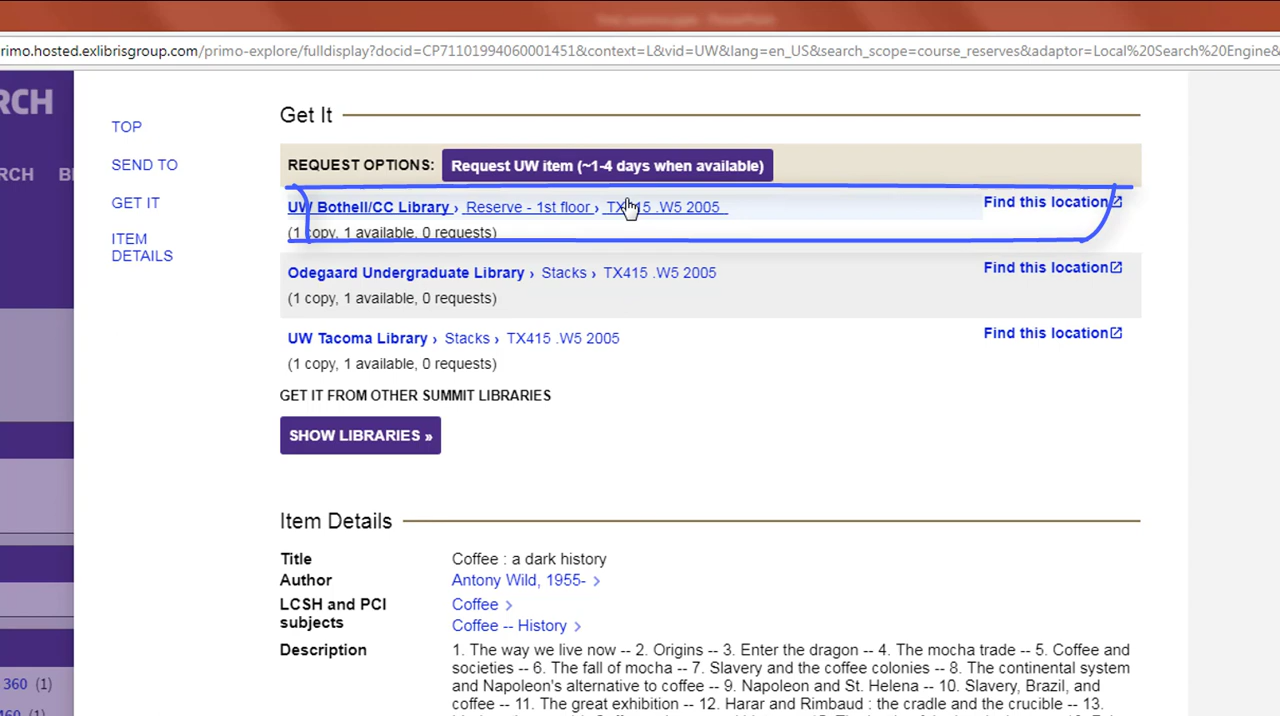 rimo.hosted.exlibrisgroup.com/primo-explore/fulldisplay?docid=CP71101994060001451&context=L&vid=UW&lang=en_US&search_scope=course_reserves&adaptor=Local%20Search%20Engine&
RCH
RCH B
TOP
SEND TO
GET IT
ITEM
DETAILS
Get It
REQUEST OPTIONS: Request UW item (~1-4 days when available)
UW Bothell/CC Library › Reserve - 1st floor › TX415 .W5 2005 Find this location
(1 copy, 1 available, 0 requests)
Odegaard Undergraduate Library › Stacks › TX415 .W5 2005 Find this location
(1 copy, 1 available, 0 requests)
UW Tacoma Library › Stacks › TX415 .W5 2005 Find this location
(1 copy, 1 available, 0 requests)
GET IT FROM OTHER SUMMIT LIBRARIES
SHOW LIBRARIES »
Item Details
Title Coffee : a dark history
Author Antony Wild, 1955- >
LCSH and PCI subjects Coffee >
Coffee -- History >
Description 1. The way we live now -- 2. Origins -- 3. Enter the dragon -- 4. The mocha trade -- 5. Coffee and
societies -- 6. The fall of mocha -- 7. Slavery and the coffee colonies -- 8. The continental system
and Napoleon's alternative to coffee -- 9. Napoleon and St. Helena -- 10. Slavery, Brazil, and
coffee -- 11. The great exhibition -- 12. Harar and Rimbaud : the cradle and the crucible -- 13.
360 (1)